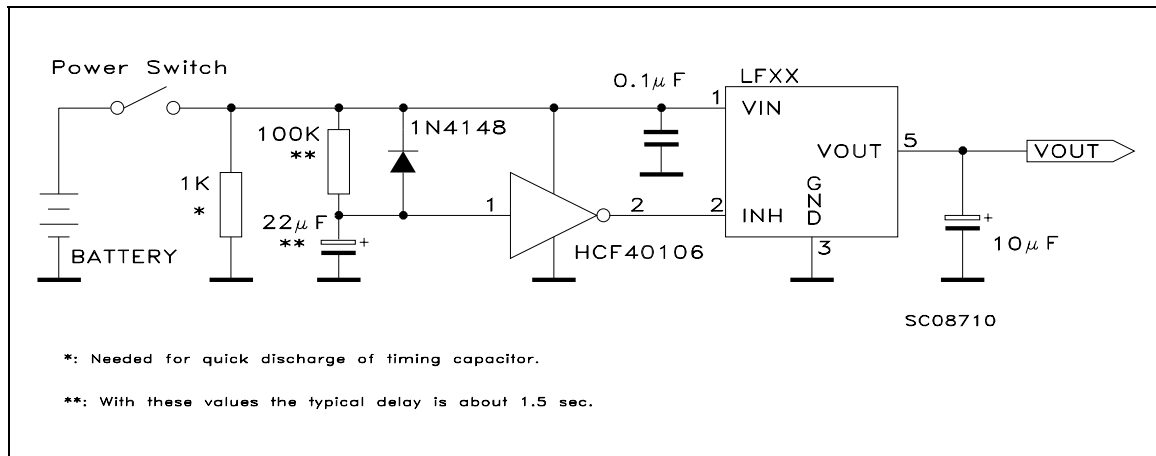 Power Switch
0.1μF
LFXX
1
VIN
100K
**
1N4148
VOUT
5
VOUT
1K
*
G
N
D
22μF
**
+
1
2
2
INH
+
BATTERY
HCF40106
3
10μF
SC08710
*: Needed for quick discharge of timing capacitor.
**: With these values the typical delay is about 1.5 sec.